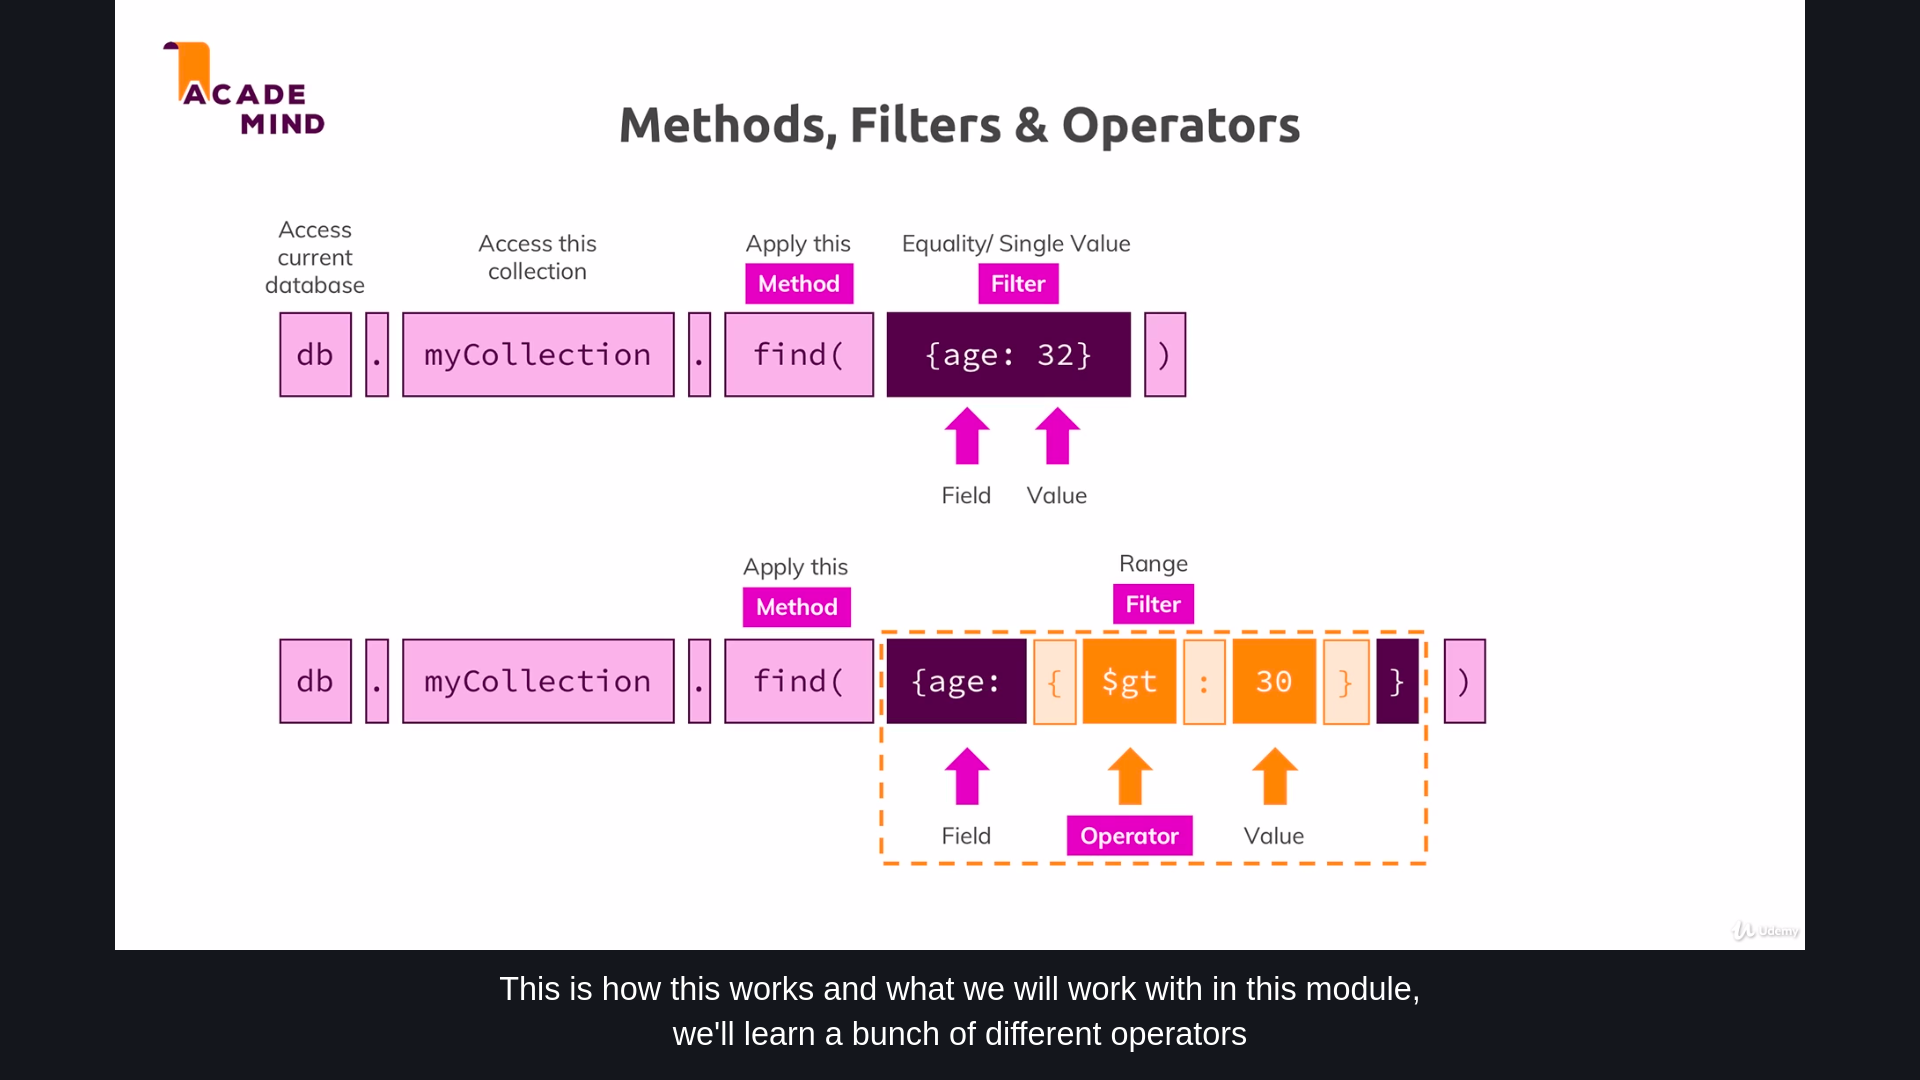 ACADE
MIND
Methods, Filters & Operators
Access
current
database
Access this
collection
Apply this
Method
Equality/ Single Value
Filter
db . myCollection . find( {age: 32} )
Field Value
Apply this
Method
Range
Filter
db . myCollection . find( {age: { $gt : 30 } } )
Field Operator Value
Udemy
This is how this works and what we will work with in this module,
we'll learn a bunch of different operators